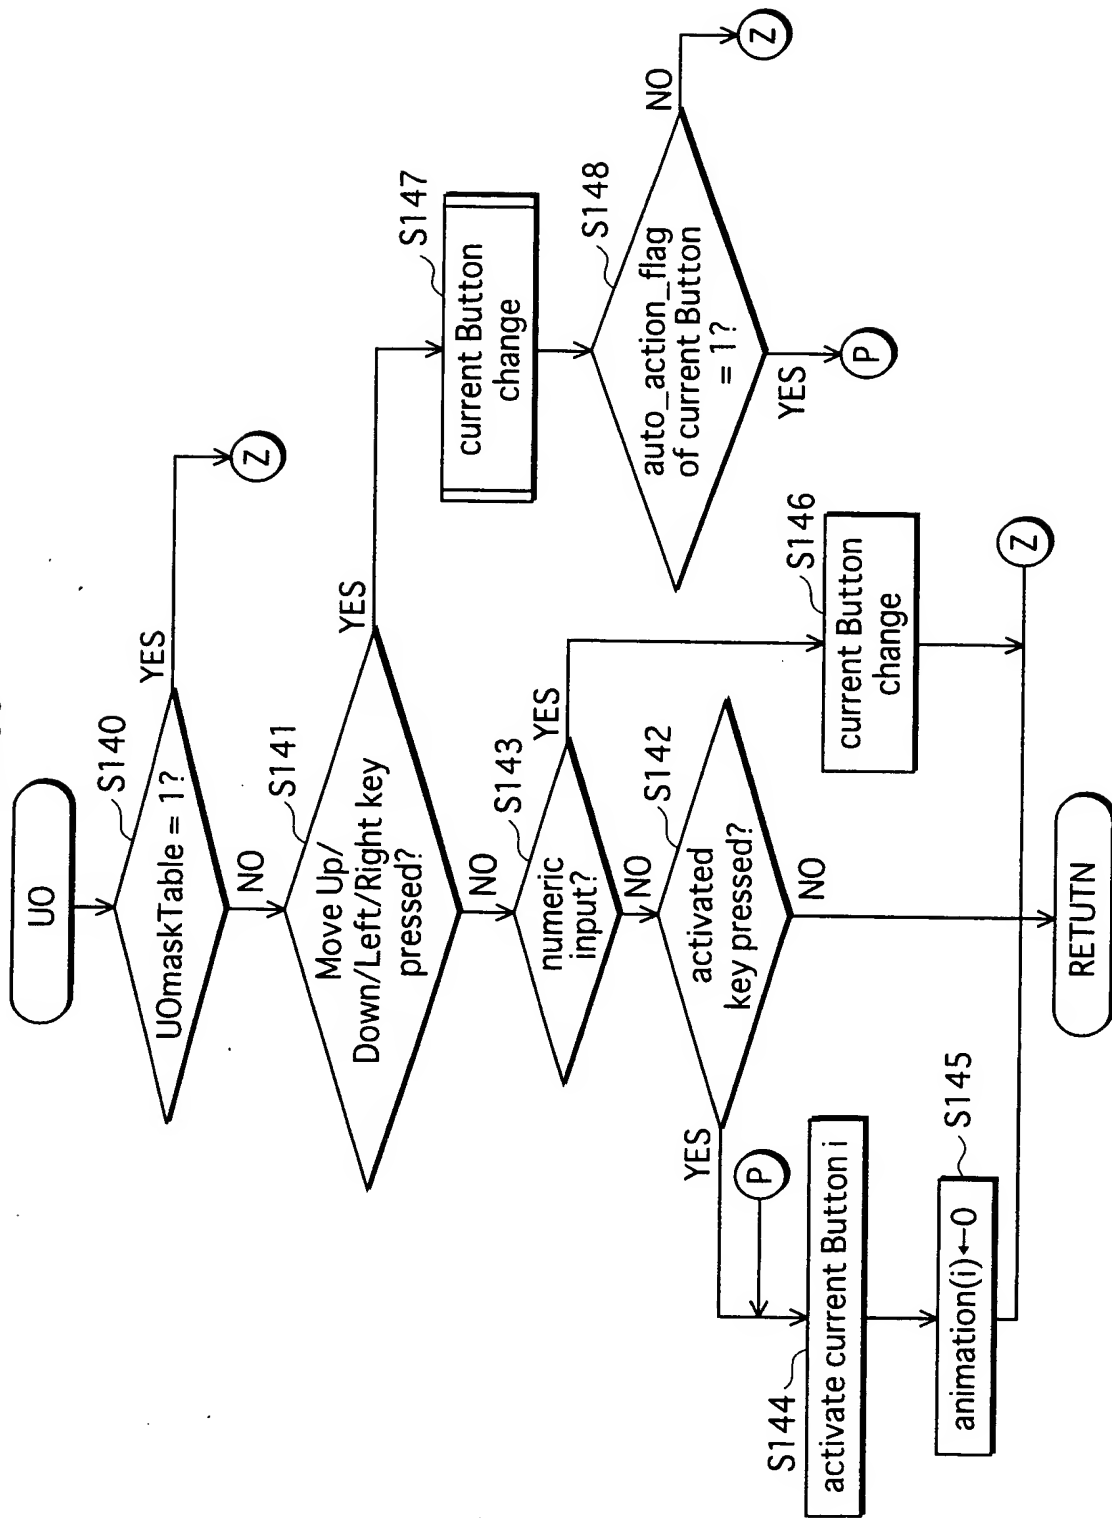 UO
S140
UOmaskTable = 1?
YES
Z
NO
S141
Move Up/
Down/Left/Right key
pressed?
YES
NO
S147
current Button
change
S148
auto_action_flag
of current Button
= 1?
NO
Z
YES
P
S143
numeric
input?
YES
NO
S146
current Button
change
S142
activated
key pressed?
YES
NO
P
S144
activate current Button i
S145
animation(i)←0
Z
RETUTN